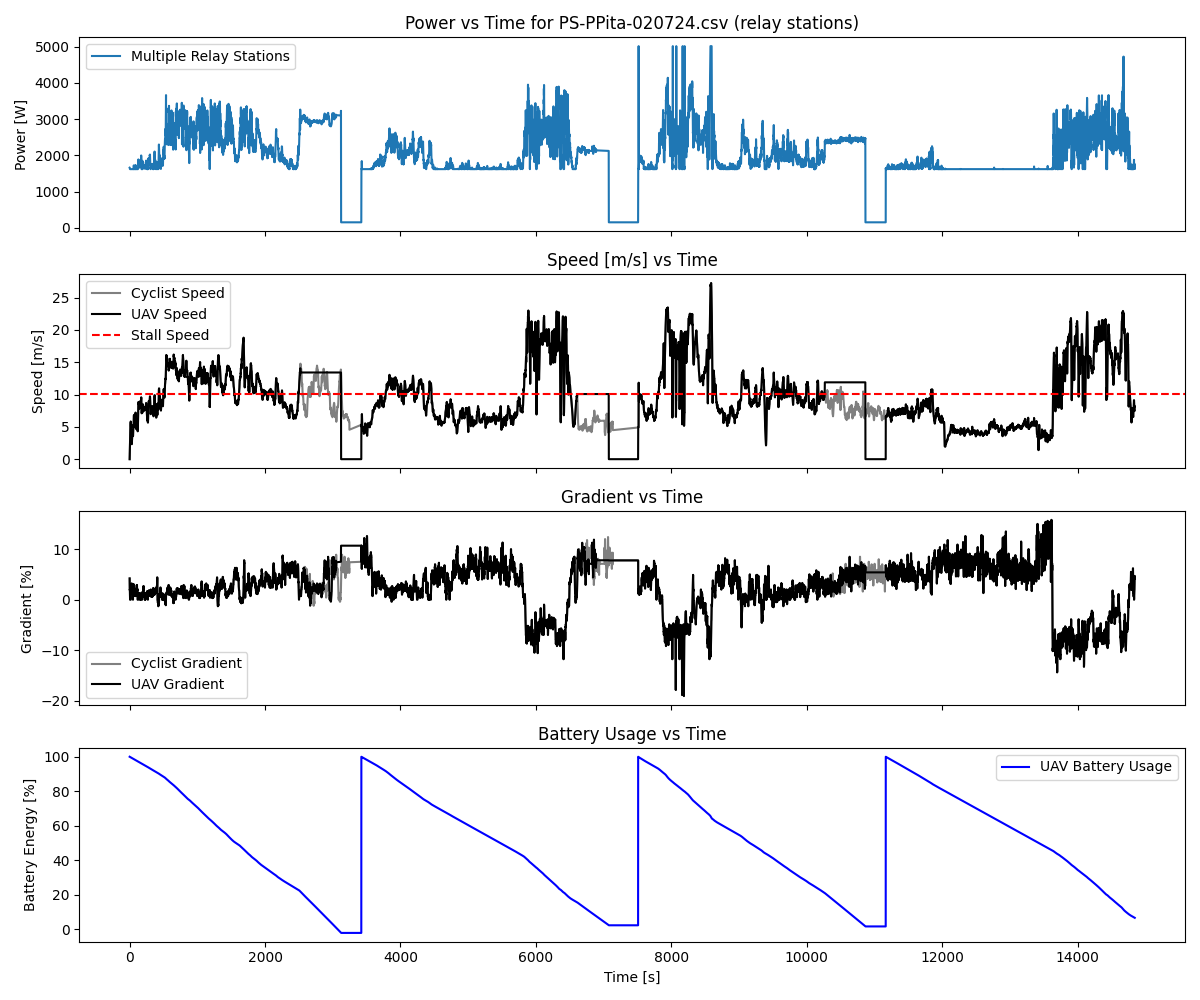 Power vs Time for PS-PPita-020724.csv (relay stations)
Multiple Relay Stations
Power [W]
5000
4000
3000
2000
1000
0
Speed [m/s] vs Time
Cyclist Speed
UAV Speed
Stall Speed
Speed [m/s]
25
20
15
10
5
0
Gradient vs Time
Cyclist Gradient
UAV Gradient
Gradient [%]
10
0
−10
−20
Battery Usage vs Time
UAV Battery Usage
Battery Energy [%]
100
80
60
40
20
0
0 2000 4000 6000 8000 10000 12000 14000
Time [s]